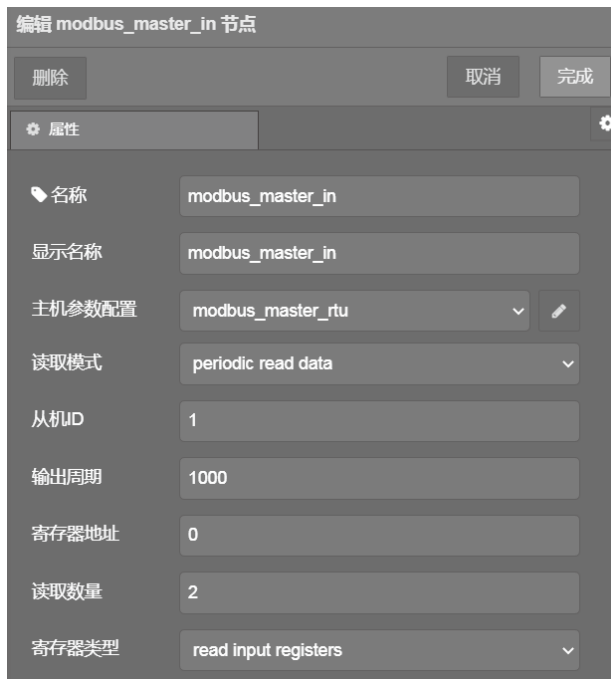 编辑 modbus_master_in 节点
删除 取消 完成
属性
名称 modbus_master_in
显示名称 modbus_master_in
主机参数配置 modbus_master_rtu
读取模式 periodic read data
从机ID 1
输出周期 1000
寄存器地址 0
读取数量 2
寄存器类型 read input registers